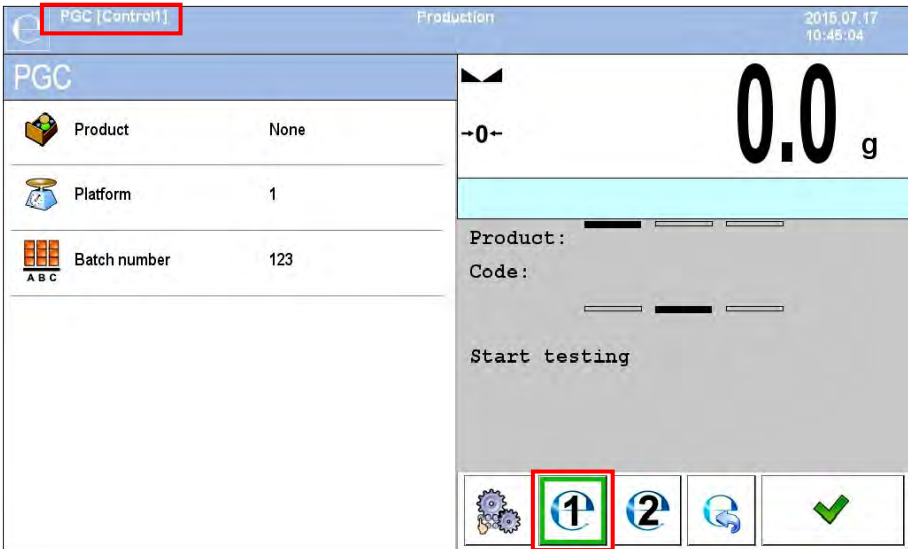 PGC [Control1]
Production
2015.07.17
10:45:04
PGC
Product None
Platform 1
Batch number 123
A B C
→0←
0.0 g
Product:
Code:
Start testing
1
2